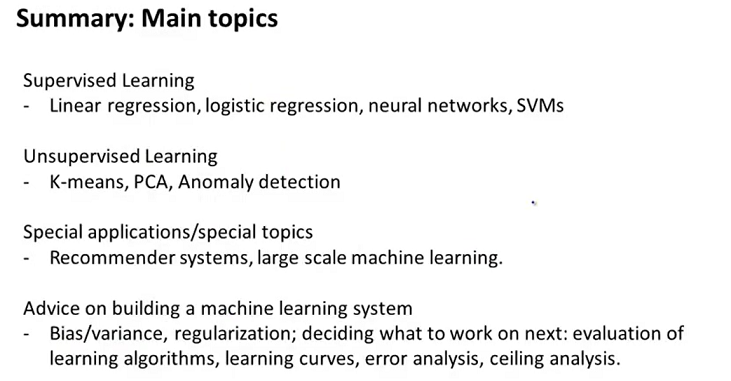 Summary: Main topics
Supervised Learning
- Linear regression, logistic regression, neural networks, SVMs
Unsupervised Learning
- K-means, PCA, Anomaly detection
Special applications/special topics
- Recommender systems, large scale machine learning.
Advice on building a machine learning system
- Bias/variance, regularization; deciding what to work on next: evaluation of
learning algorithms, learning curves, error analysis, ceiling analysis.